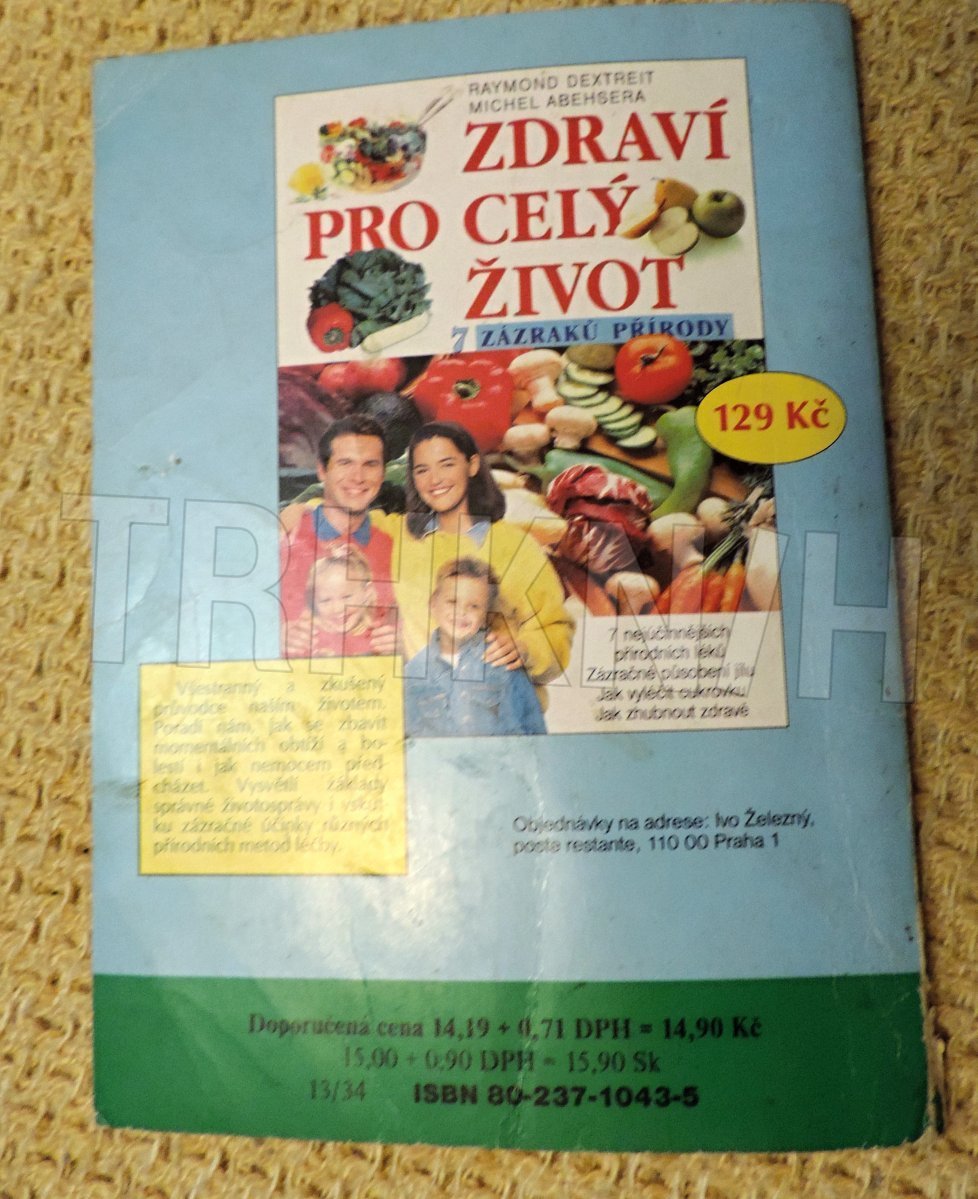 RAYMOND DEXTREIT
MICHEL ABEHSERA
ZDRAVÍ
PRO CELÝ
ŽIVOT
7 ZÁZRAKŮ PŘÍRODY
129 Kč
7 nejúčinnějších
přírodních léků
Zázračné působení jílu
Jak vyléčit cukrovku
Jak zhubnout zdravě
Všestranný a zkušený
průvodce naším životem.
Poradí nám, jak se zbavit
momentálních obtíží a bo-
lestí i jak nemocem před-
cházet. Vysvětlí základy
správné životosprávy i vskut-
ku zázračné účinky různých
přírodních metod léčby.
Objednávky na adrese: Ivo Železný,
posta restante, 110 00 Praha 1
Doporučená cena 14,19 + 0,71 DPH = 14,90 Kč
15,00 + 0,90 DPH = 15,90 Sk
13/34 ISBN 80-237-1043-5